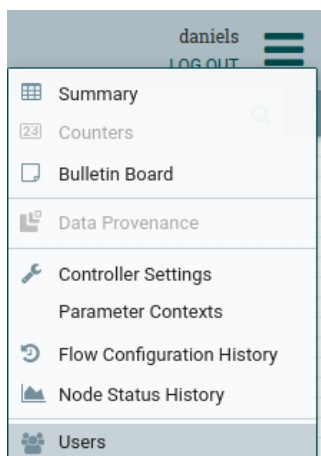 daniels
LOG OUT
Summary
23 Counters
Bulletin Board
Data Provenance
Controller Settings
Parameter Contexts
Flow Configuration History
Node Status History
Users